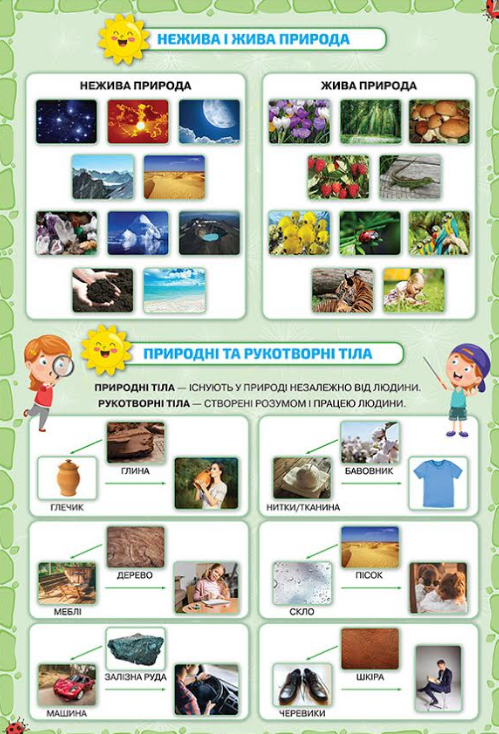 НЕЖИВА І ЖИВА ПРИРОДА
НЕЖИВА ПРИРОДА
ЖИВА ПРИРОДА
ПРИРОДНІ ТА РУКОТВОРНІ ТІЛА
ПРИРОДНІ ТІЛА — ІСНУЮТЬ У ПРИРОДІ НЕЗАЛЕЖНО ВІД ЛЮДИНИ.
РУКОТВОРНІ ТІЛА — СТВОРЕНІ РОЗУМОМ І ПРАЦЕЮ ЛЮДИНИ.
ГЛИНА
ГЛЕЧИК
БАВОВНИК
НИТКИ/ТКАНИНА
ДЕРЕВО
МЕБЛІ
ПІСОК
СКЛО
ЗАЛІЗНА РУДА
МАШИНА
ШКІРА
ЧЕРЕВИКИ